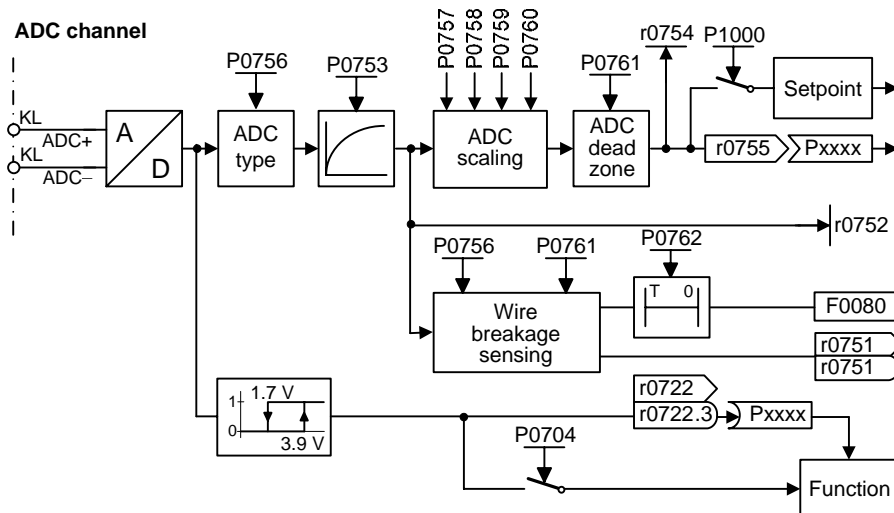 ADC channel
P0757
P0758
P0759
P0760
r0754
P1000
P0756
P0753
P0761
KL
ADC+
KL
ADC−
A
D
ADC
type
ADC
scaling
ADC
dead
zone
Setpoint
r0755
Pxxxx
r0752
P0756
P0761
P0762
Wire
breakage
sensing
T 0
F0080
r0751
r0751
1.7 V
1
0
3.9 V
r0722
r0722.3
Pxxxx
P0704
Function